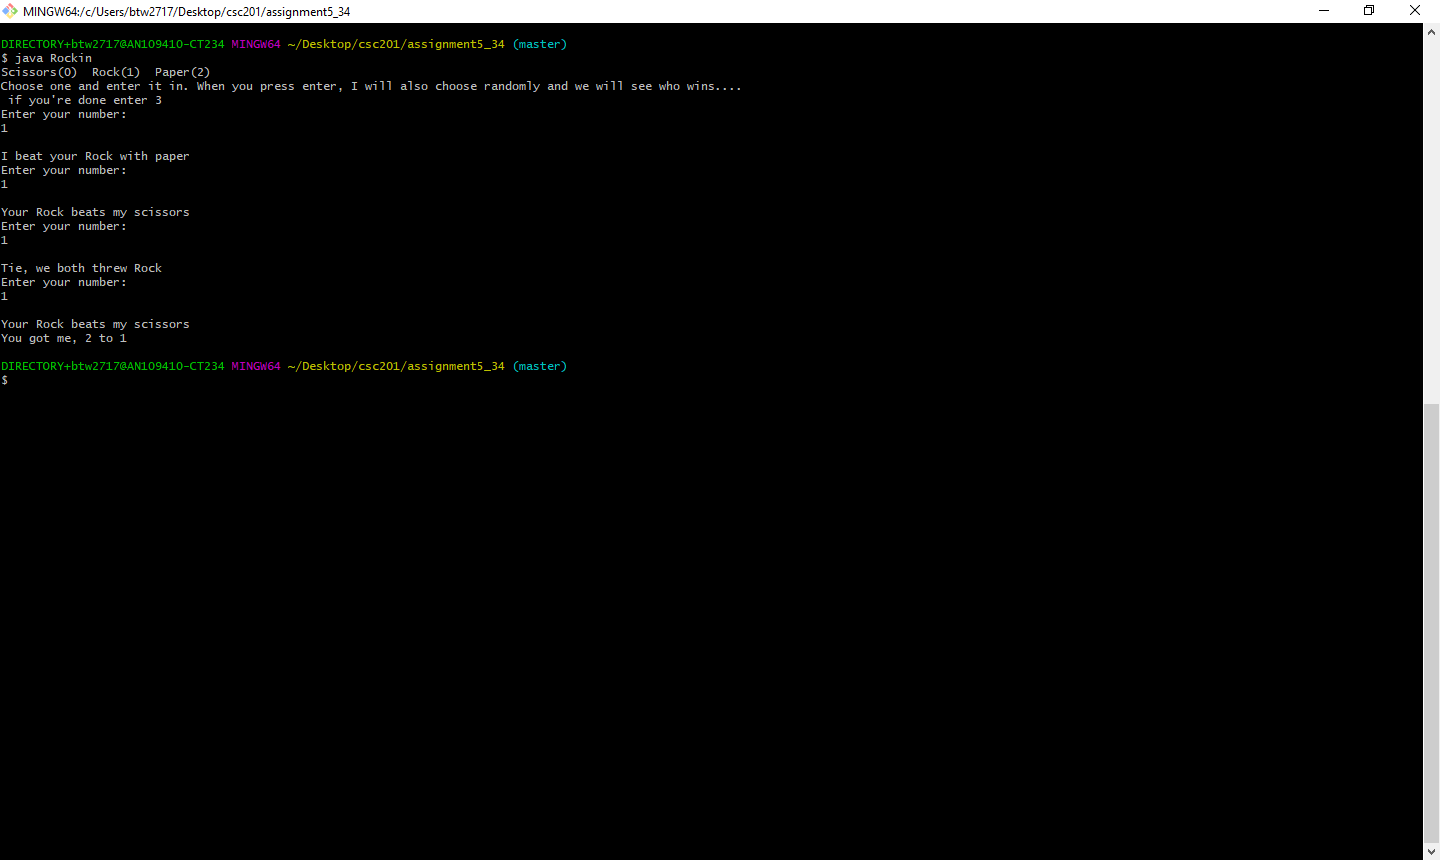 MINGW64:/c/Users/btw2717/Desktop/csc201/assignment5_34
DIRECTORY+btw2717@AN109410-CT234 MINGW64 ~/Desktop/csc201/assignment5_34 (master)
$ java Rockin
Scissors(0)  Rock(1)  Paper(2)
Choose one and enter it in. When you press enter, I will also choose randomly and we will see who wins....
 if you're done enter 3
Enter your number:
1
I beat your Rock with paper
Enter your number:
1
Your Rock beats my scissors
Enter your number:
1
Tie, we both threw Rock
Enter your number:
1
Your Rock beats my scissors
You got me, 2 to 1
DIRECTORY+btw2717@AN109410-CT234 MINGW64 ~/Desktop/csc201/assignment5_34 (master)
$